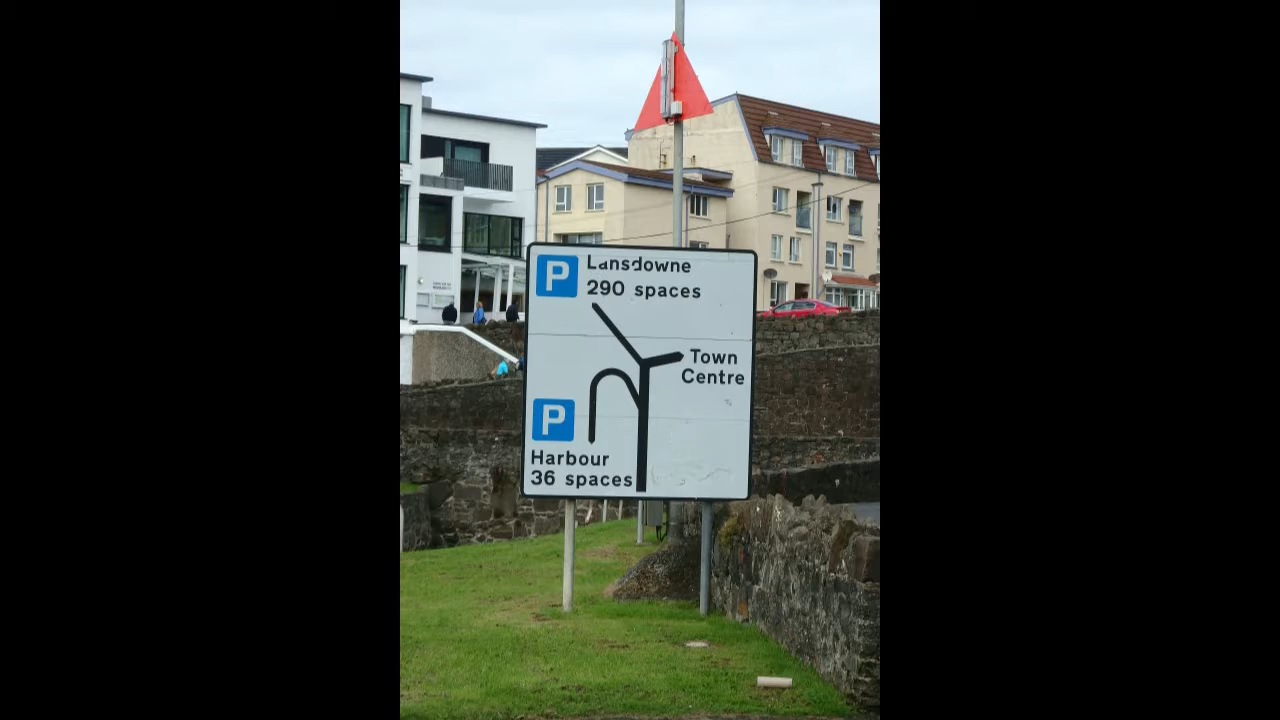 P
Lansdowne
290 spaces
Town
Centre
P
Harbour
36 spaces